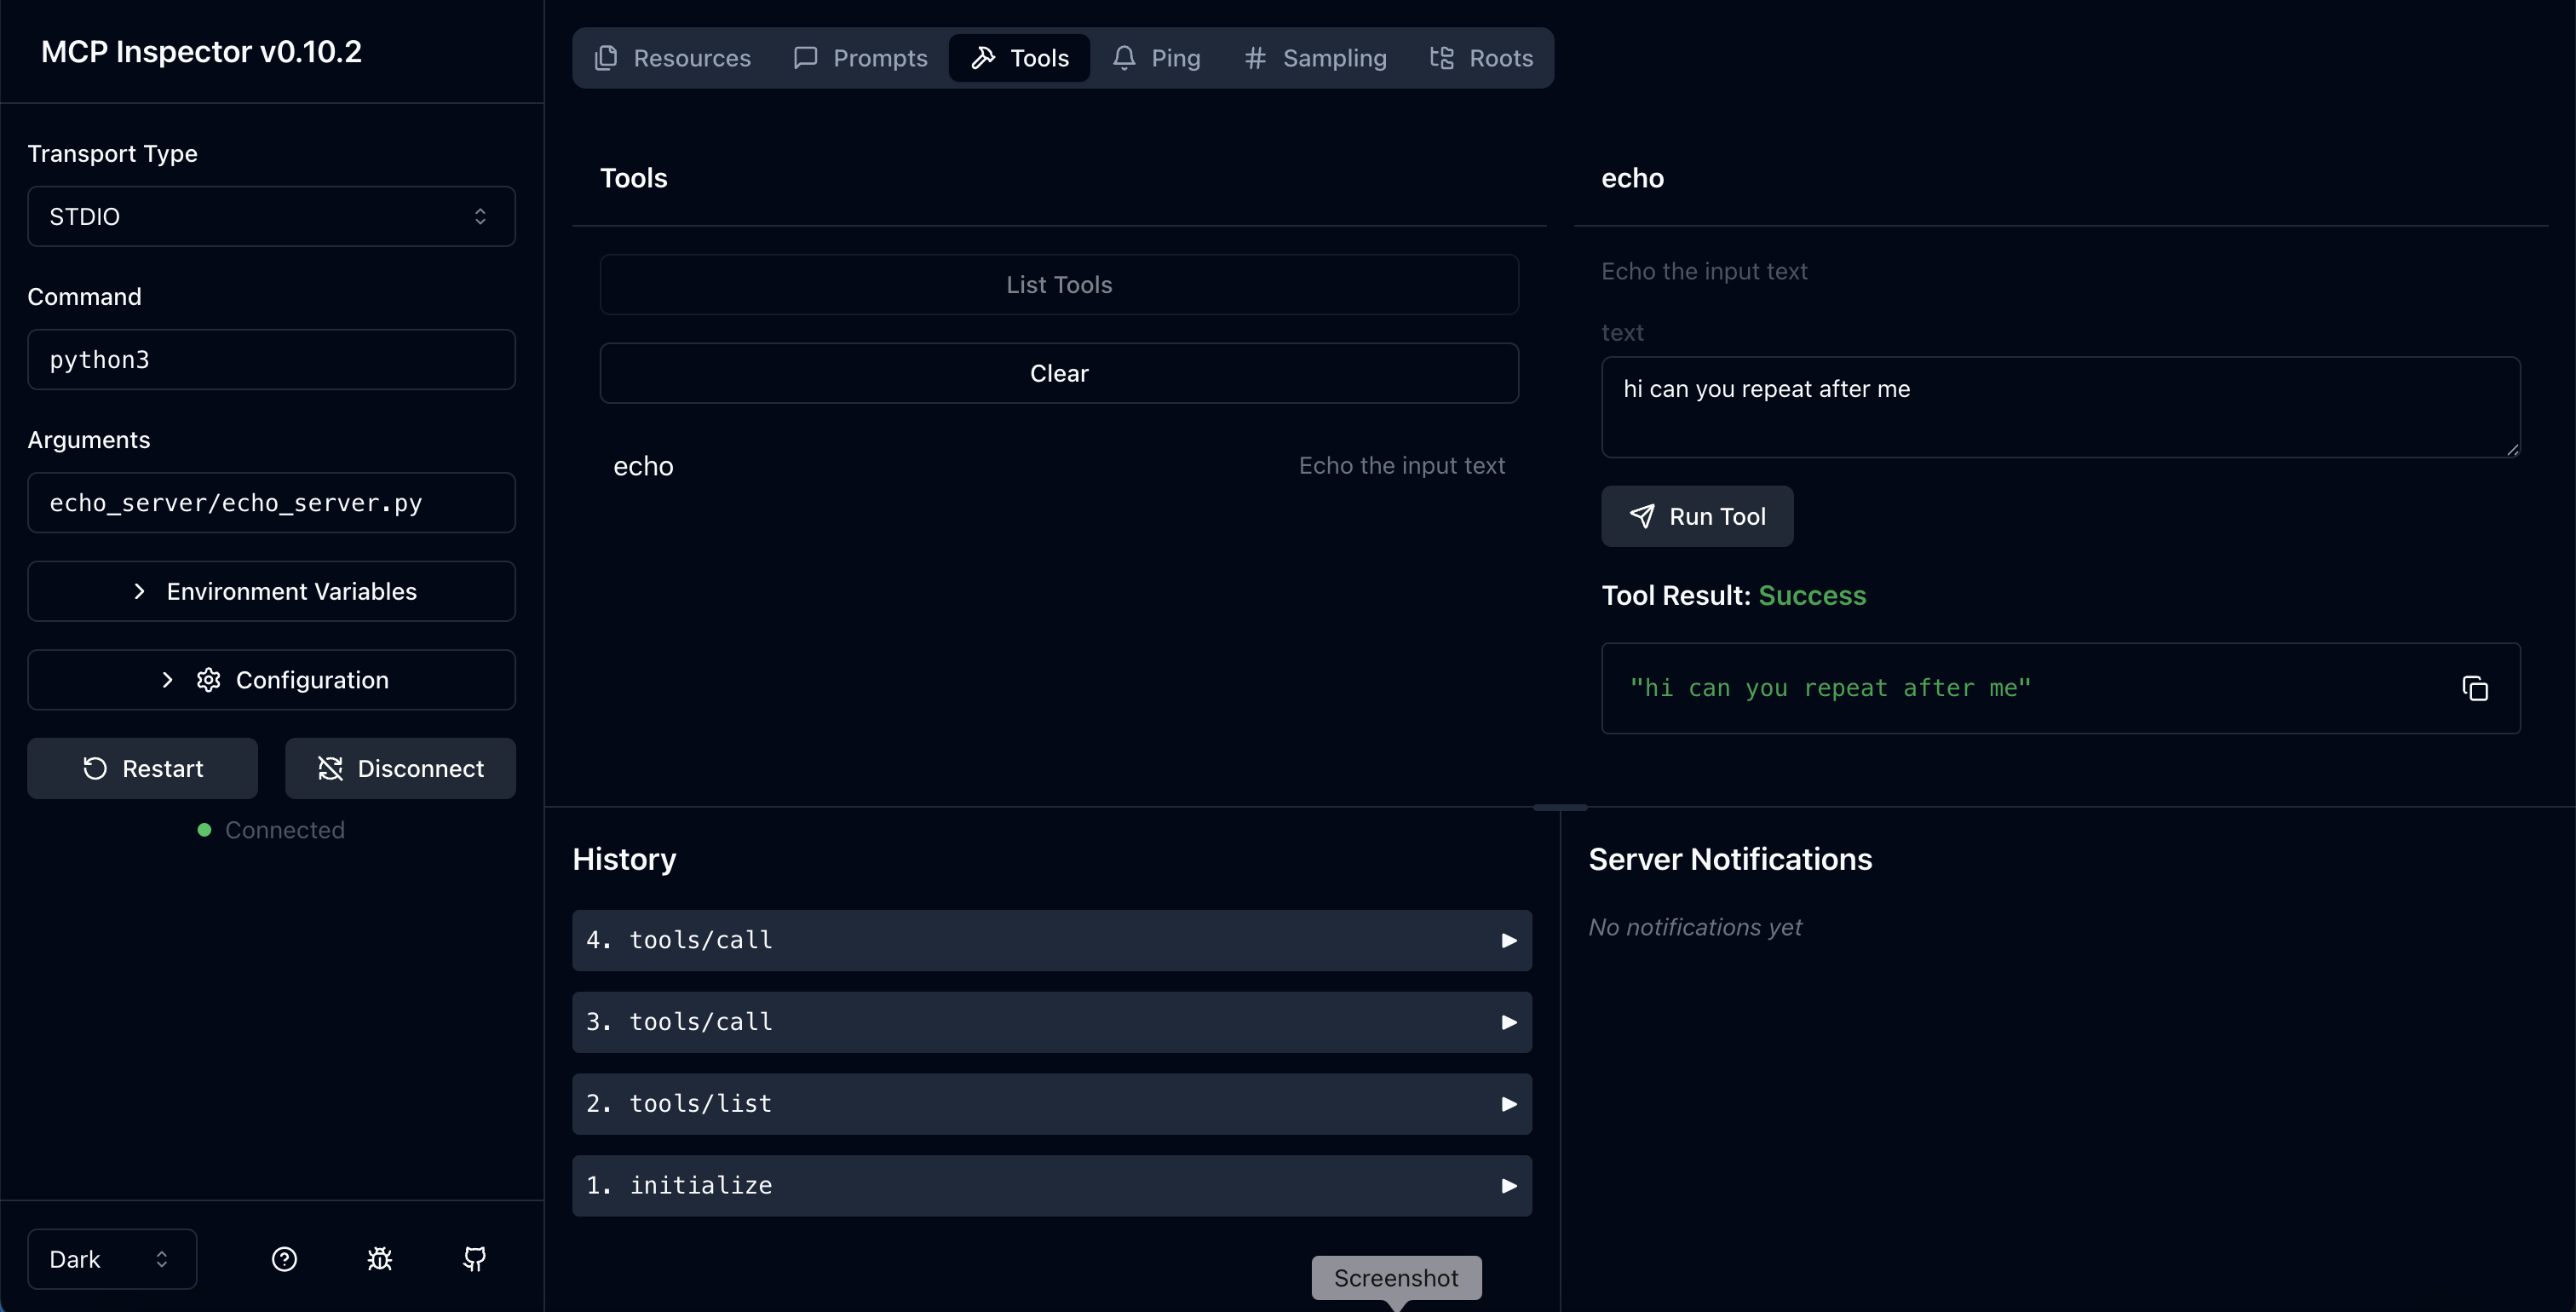 MCP Inspector v0.10.2
Transport Type
STDIO
Command
python3
Arguments
echo_server/echo_server.py
Environment Variables
Configuration
Restart
Disconnect
Connected
Dark
Resources
Prompts
Tools
Ping
Sampling
Roots
Tools
List Tools
Clear
echo
Echo the input text
echo
Echo the input text
text
hi can you repeat after me
Run Tool
Tool Result: Success
"hi can you repeat after me"
History
4. tools/call
3. tools/call
2. tools/list
1. initialize
Server Notifications
No notifications yet
Screenshot